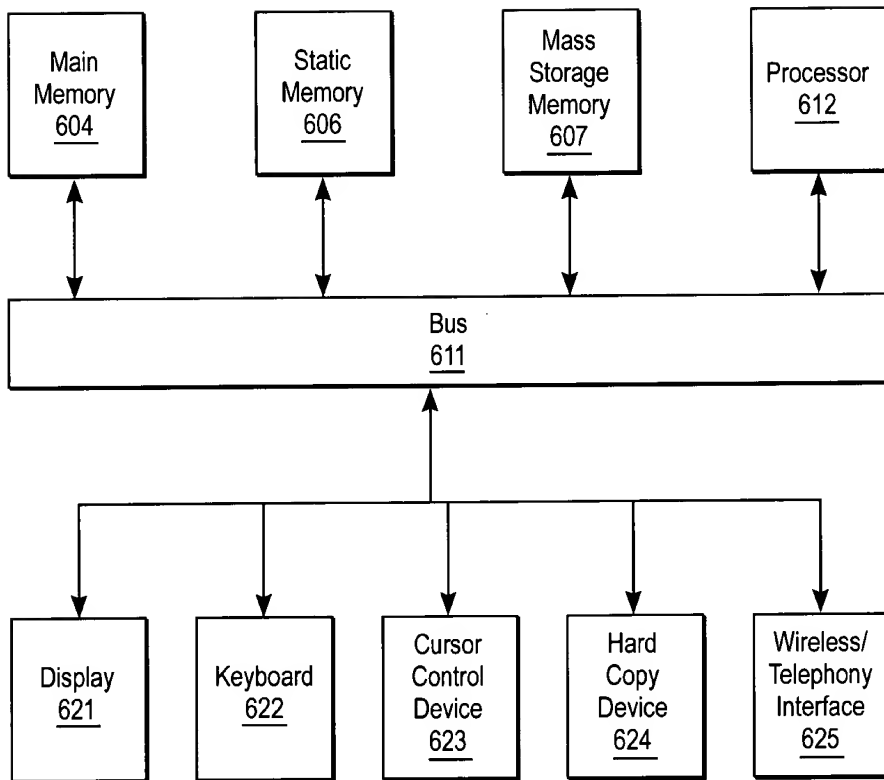 Main
Memory
604
Static
Memory
606
Mass
Storage
Memory
607
Processor
612
Bus
611
Display
621
Keyboard
622
Cursor
Control
Device
623
Hard
Copy
Device
624
Wireless/
Telephony
Interface
625